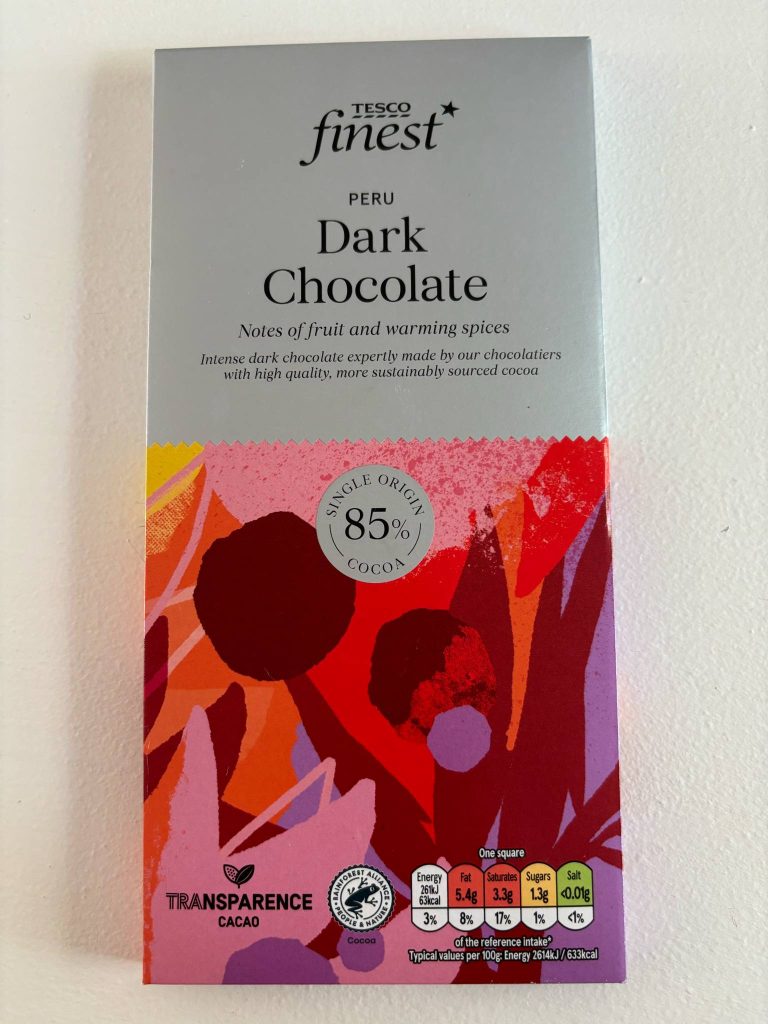 TESCO
finest*
PERU
Dark
Chocolate
Notes of fruit and warming spices
Intense dark chocolate expertly made by our chocolatiers
with high quality, more sustainably sourced cocoa
SINGLE ORIGIN
85%
COCOA
TRANSPARENCE
CACAO
RAINFOREST ALLIANCE
• PEOPLE & NATURE •
Cocoa
One square
Energy Fat Saturates Sugars Salt
261kJ 5.4g 3.3g 1.3g <0.01g
63kcal
3% 8% 17% 1% <1%
of the reference intake*
Typical values per 100g: Energy 2614kJ / 633kcal